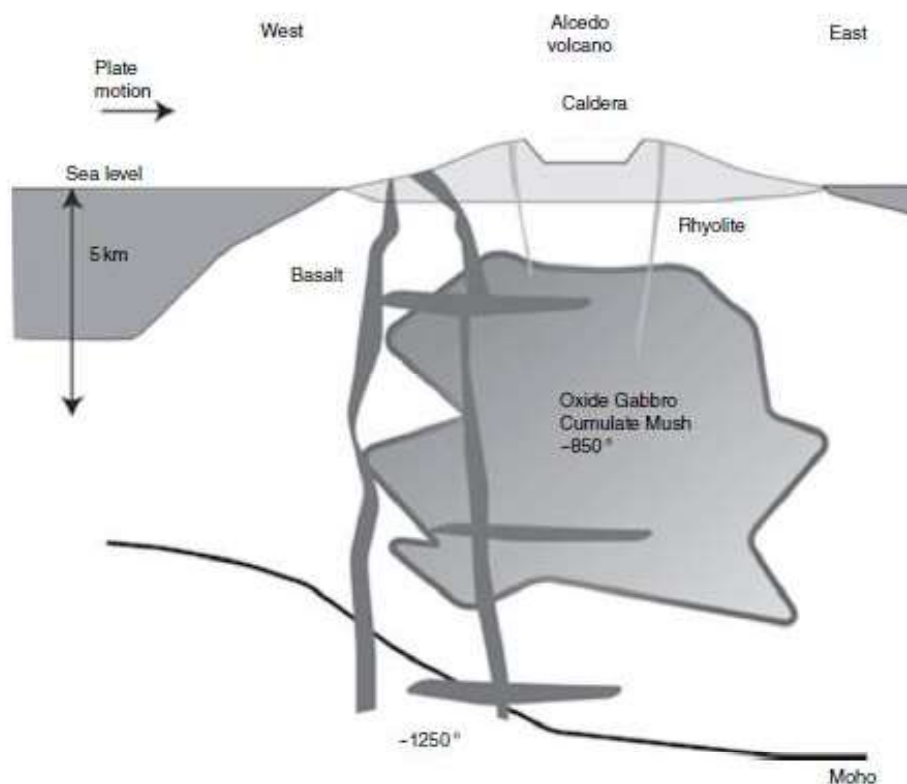 West
Alcedo
volcano
East
Plate
motion
Caldera
Sea level
Rhyolite
5 km
Basalt
Oxide Gabbro
Cumulate Mush
~850°
~1250°
Moho